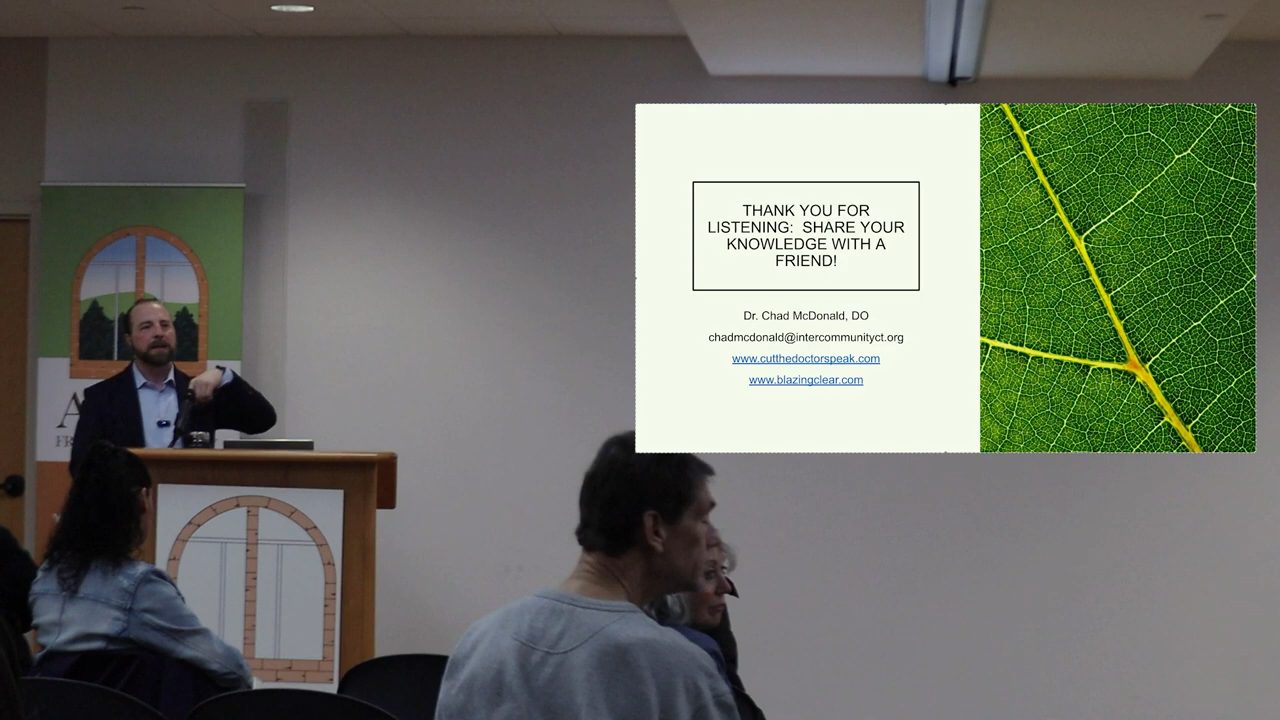 THANK YOU FOR
LISTENING: SHARE YOUR
KNOWLEDGE WITH A
FRIEND!
Dr. Chad McDonald, DO
chadmcdonald@intercommunityct.org
www.cutthedoctorspeak.com
www.blazingclear.com